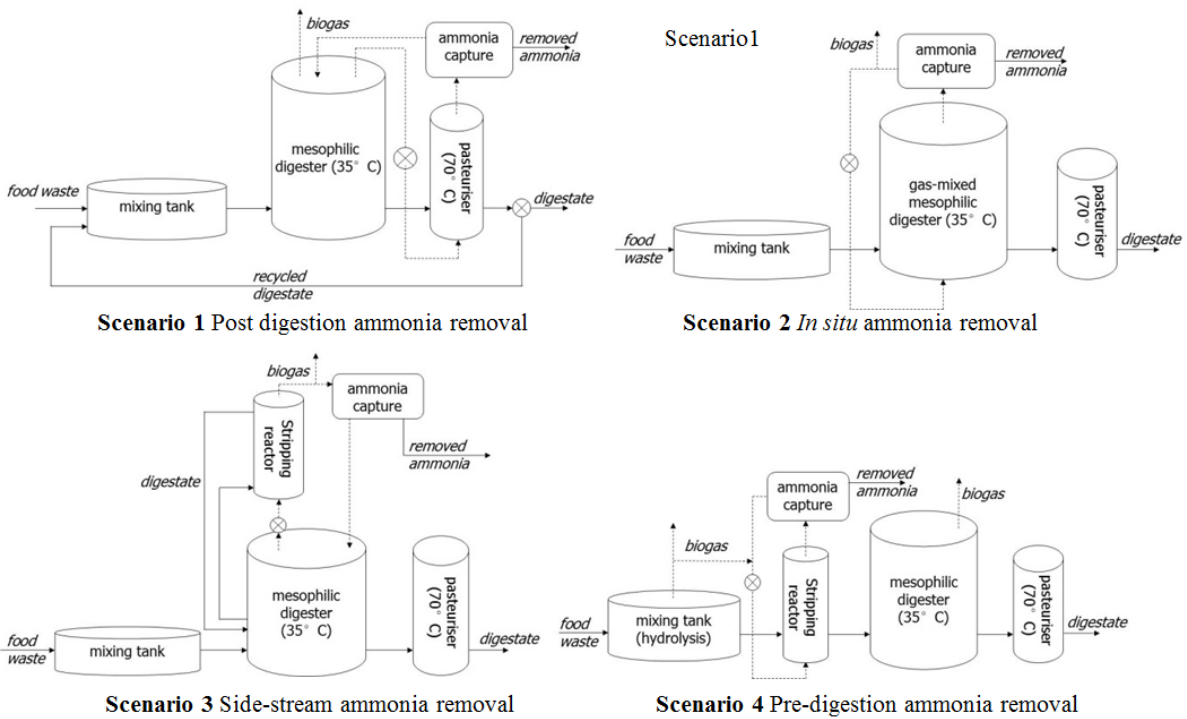 biogas
ammonia
capture
removed
ammonia
mesophilic
digester (35° C)
pasteuriser
(70° C)
food waste
mixing tank
digestate
recycled
digestate
Scenario 1 Post digestion ammonia removal
Scenario1
biogas
ammonia
capture
removed
ammonia
gas-mixed
mesophilic
digester (35° C)
pasteuriser
(70° C)
food
waste
mixing tank
digestate
Scenario 2 In situ ammonia removal
biogas
ammonia
capture
Stripping
reactor
removed
ammonia
digestate
mesophilic
digester
(35° C)
pasteuriser
(70° C)
food
waste
mixing tank
digestate
Scenario 3 Side-stream ammonia removal
removed
ammonia
ammonia
capture
biogas
biogas
mixing tank
(hydrolysis)
Stripping
reactor
mesophilic
digester
(35° C)
pasteuriser
(70° C)
food
waste
digestate
Scenario 4 Pre-digestion ammonia removal